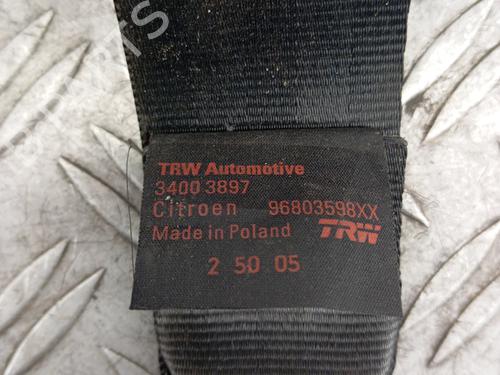 TRW Automotive
3400 3897
Citroen 96803598XX
Made in Poland TRW
2 50 05